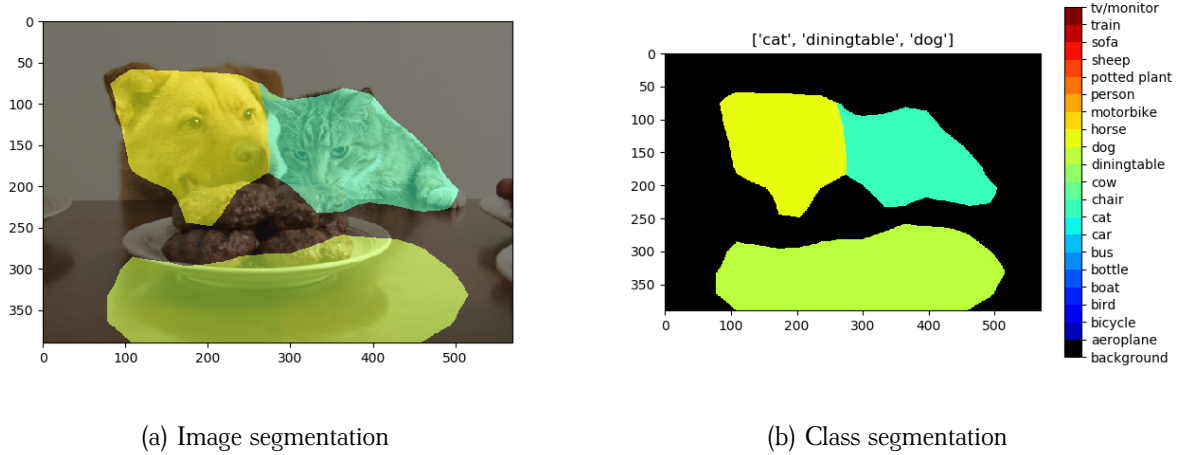 0
50
100
150
200
250
300
350
0 100 200 300 400 500
['cat', 'diningtable', 'dog']
0
50
100
150
200
250
300
350
0 100 200 300 400 500
tv/monitor
train
sofa
sheep
potted plant
person
motorbike
horse
dog
diningtable
cow
chair
cat
car
bus
bottle
boat
bird
bicycle
aeroplane
background
(a) Image segmentation
(b) Class segmentation